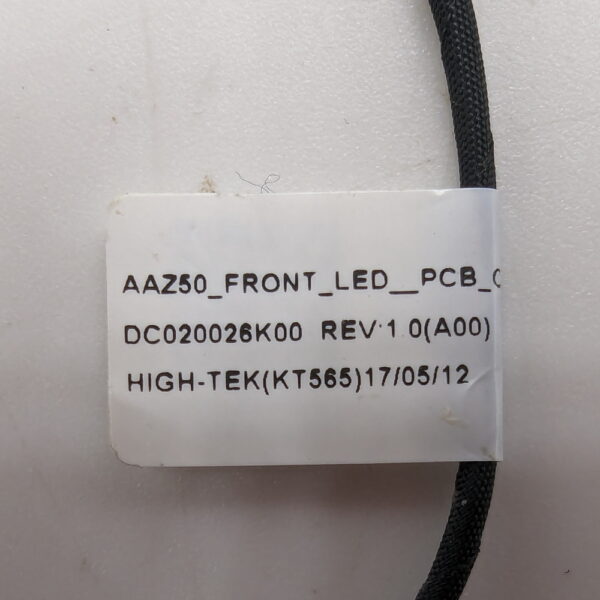 AAZ50_FRONT_LED__PCB_
DC020026K00 REV:1.0(A00)
HIGH-TEK(KT565)17/05/12